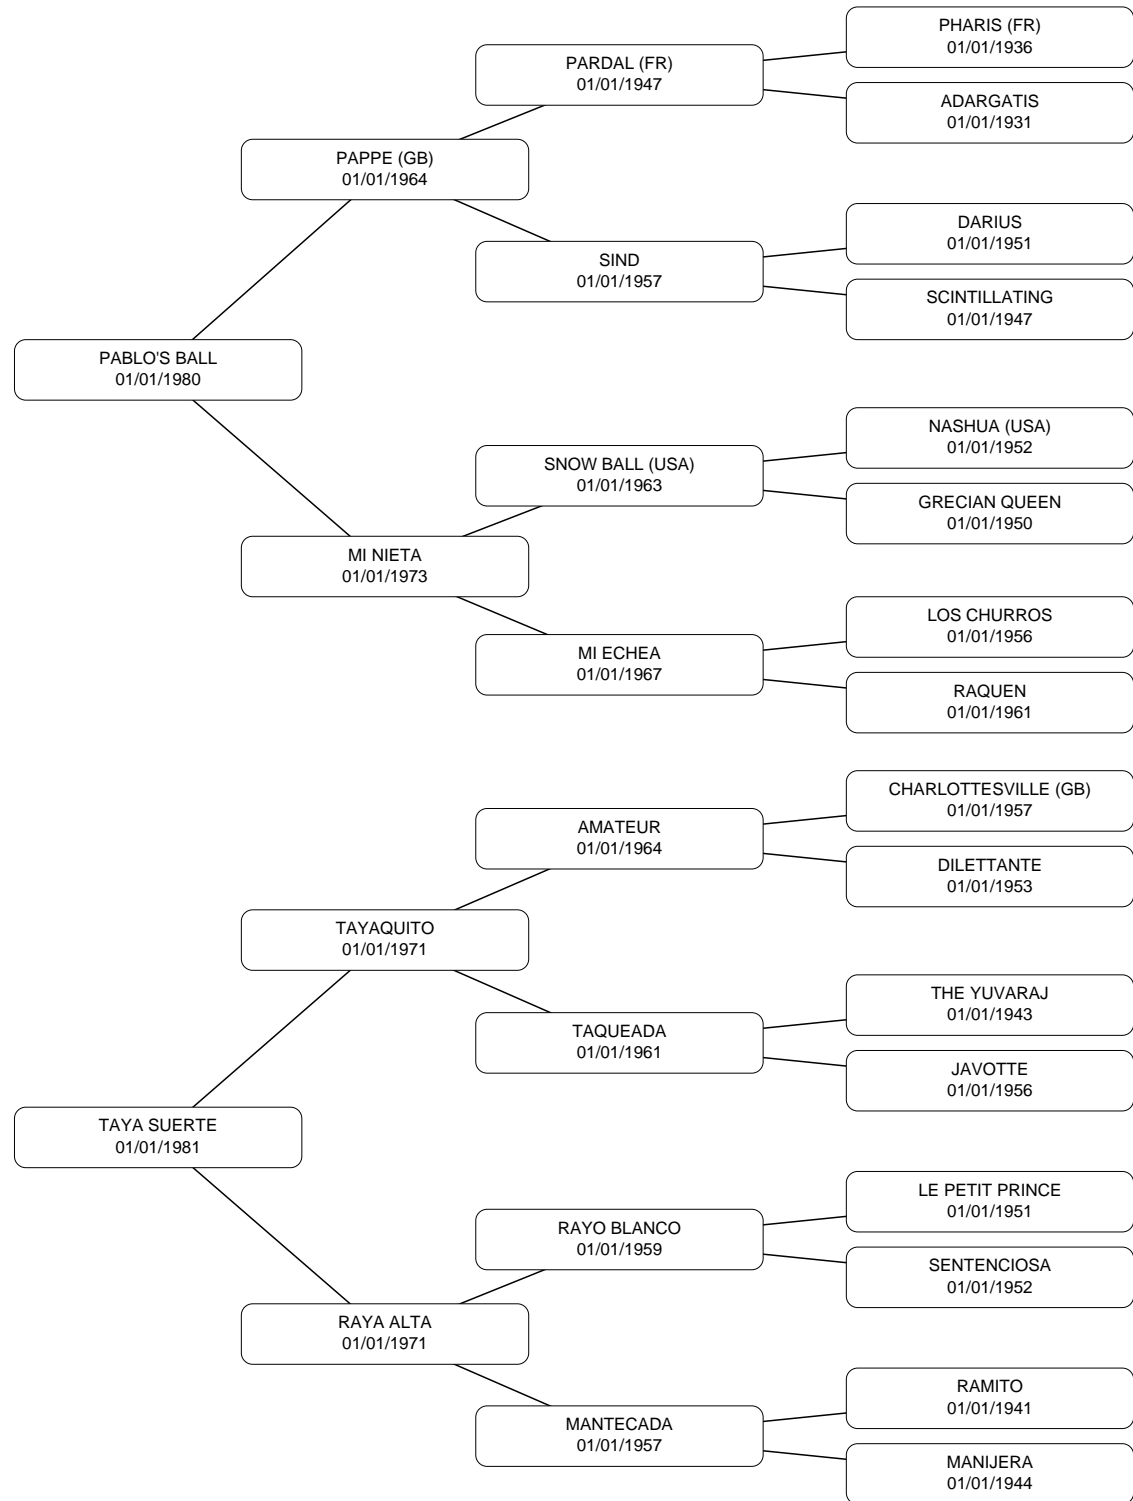 PHARIS (FR)
01/01/1936
PARDAL (FR)
01/01/1947
ADARGATIS
01/01/1931
PAPPE (GB)
01/01/1964
DARIUS
01/01/1951
SIND
01/01/1957
SCINTILLATING
01/01/1947
PABLO'S BALL
01/01/1980
NASHUA (USA)
01/01/1952
SNOW BALL (USA)
01/01/1963
GRECIAN QUEEN
01/01/1950
MI NIETA
01/01/1973
LOS CHURROS
01/01/1956
MI ECHEA
01/01/1967
RAQUEN
01/01/1961
CHARLOTTESVILLE (GB)
01/01/1957
AMATEUR
01/01/1964
DILETTANTE
01/01/1953
TAYAQUITO
01/01/1971
THE YUVARAJ
01/01/1943
TAQUEADA
01/01/1961
JAVOTTE
01/01/1956
TAYA SUERTE
01/01/1981
LE PETIT PRINCE
01/01/1951
RAYO BLANCO
01/01/1959
SENTENCIOSA
01/01/1952
RAYA ALTA
01/01/1971
RAMITO
01/01/1941
MANTECADA
01/01/1957
MANIJERA
01/01/1944